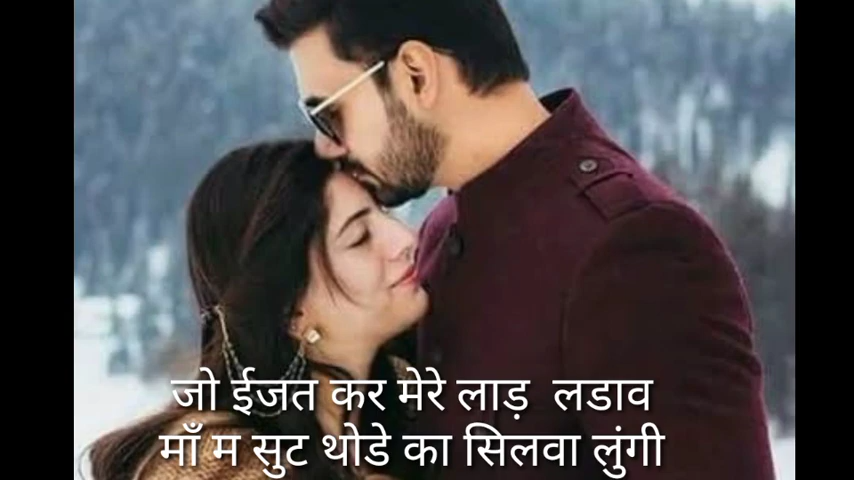 जो ईजत कर मेरे लाड़ लडाव
माँ म सुट थोडे का सिलवा लुंगी